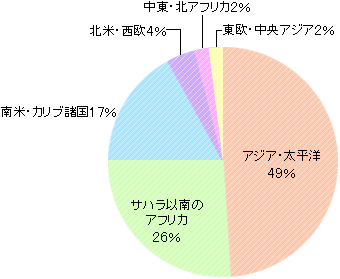 中東・北アフリカ2%
北米・西欧4%
東欧・中央アジア2%
南米・カリブ諸国17%
アジア・太平洋
49%
サハラ以南の
アフリカ
26%